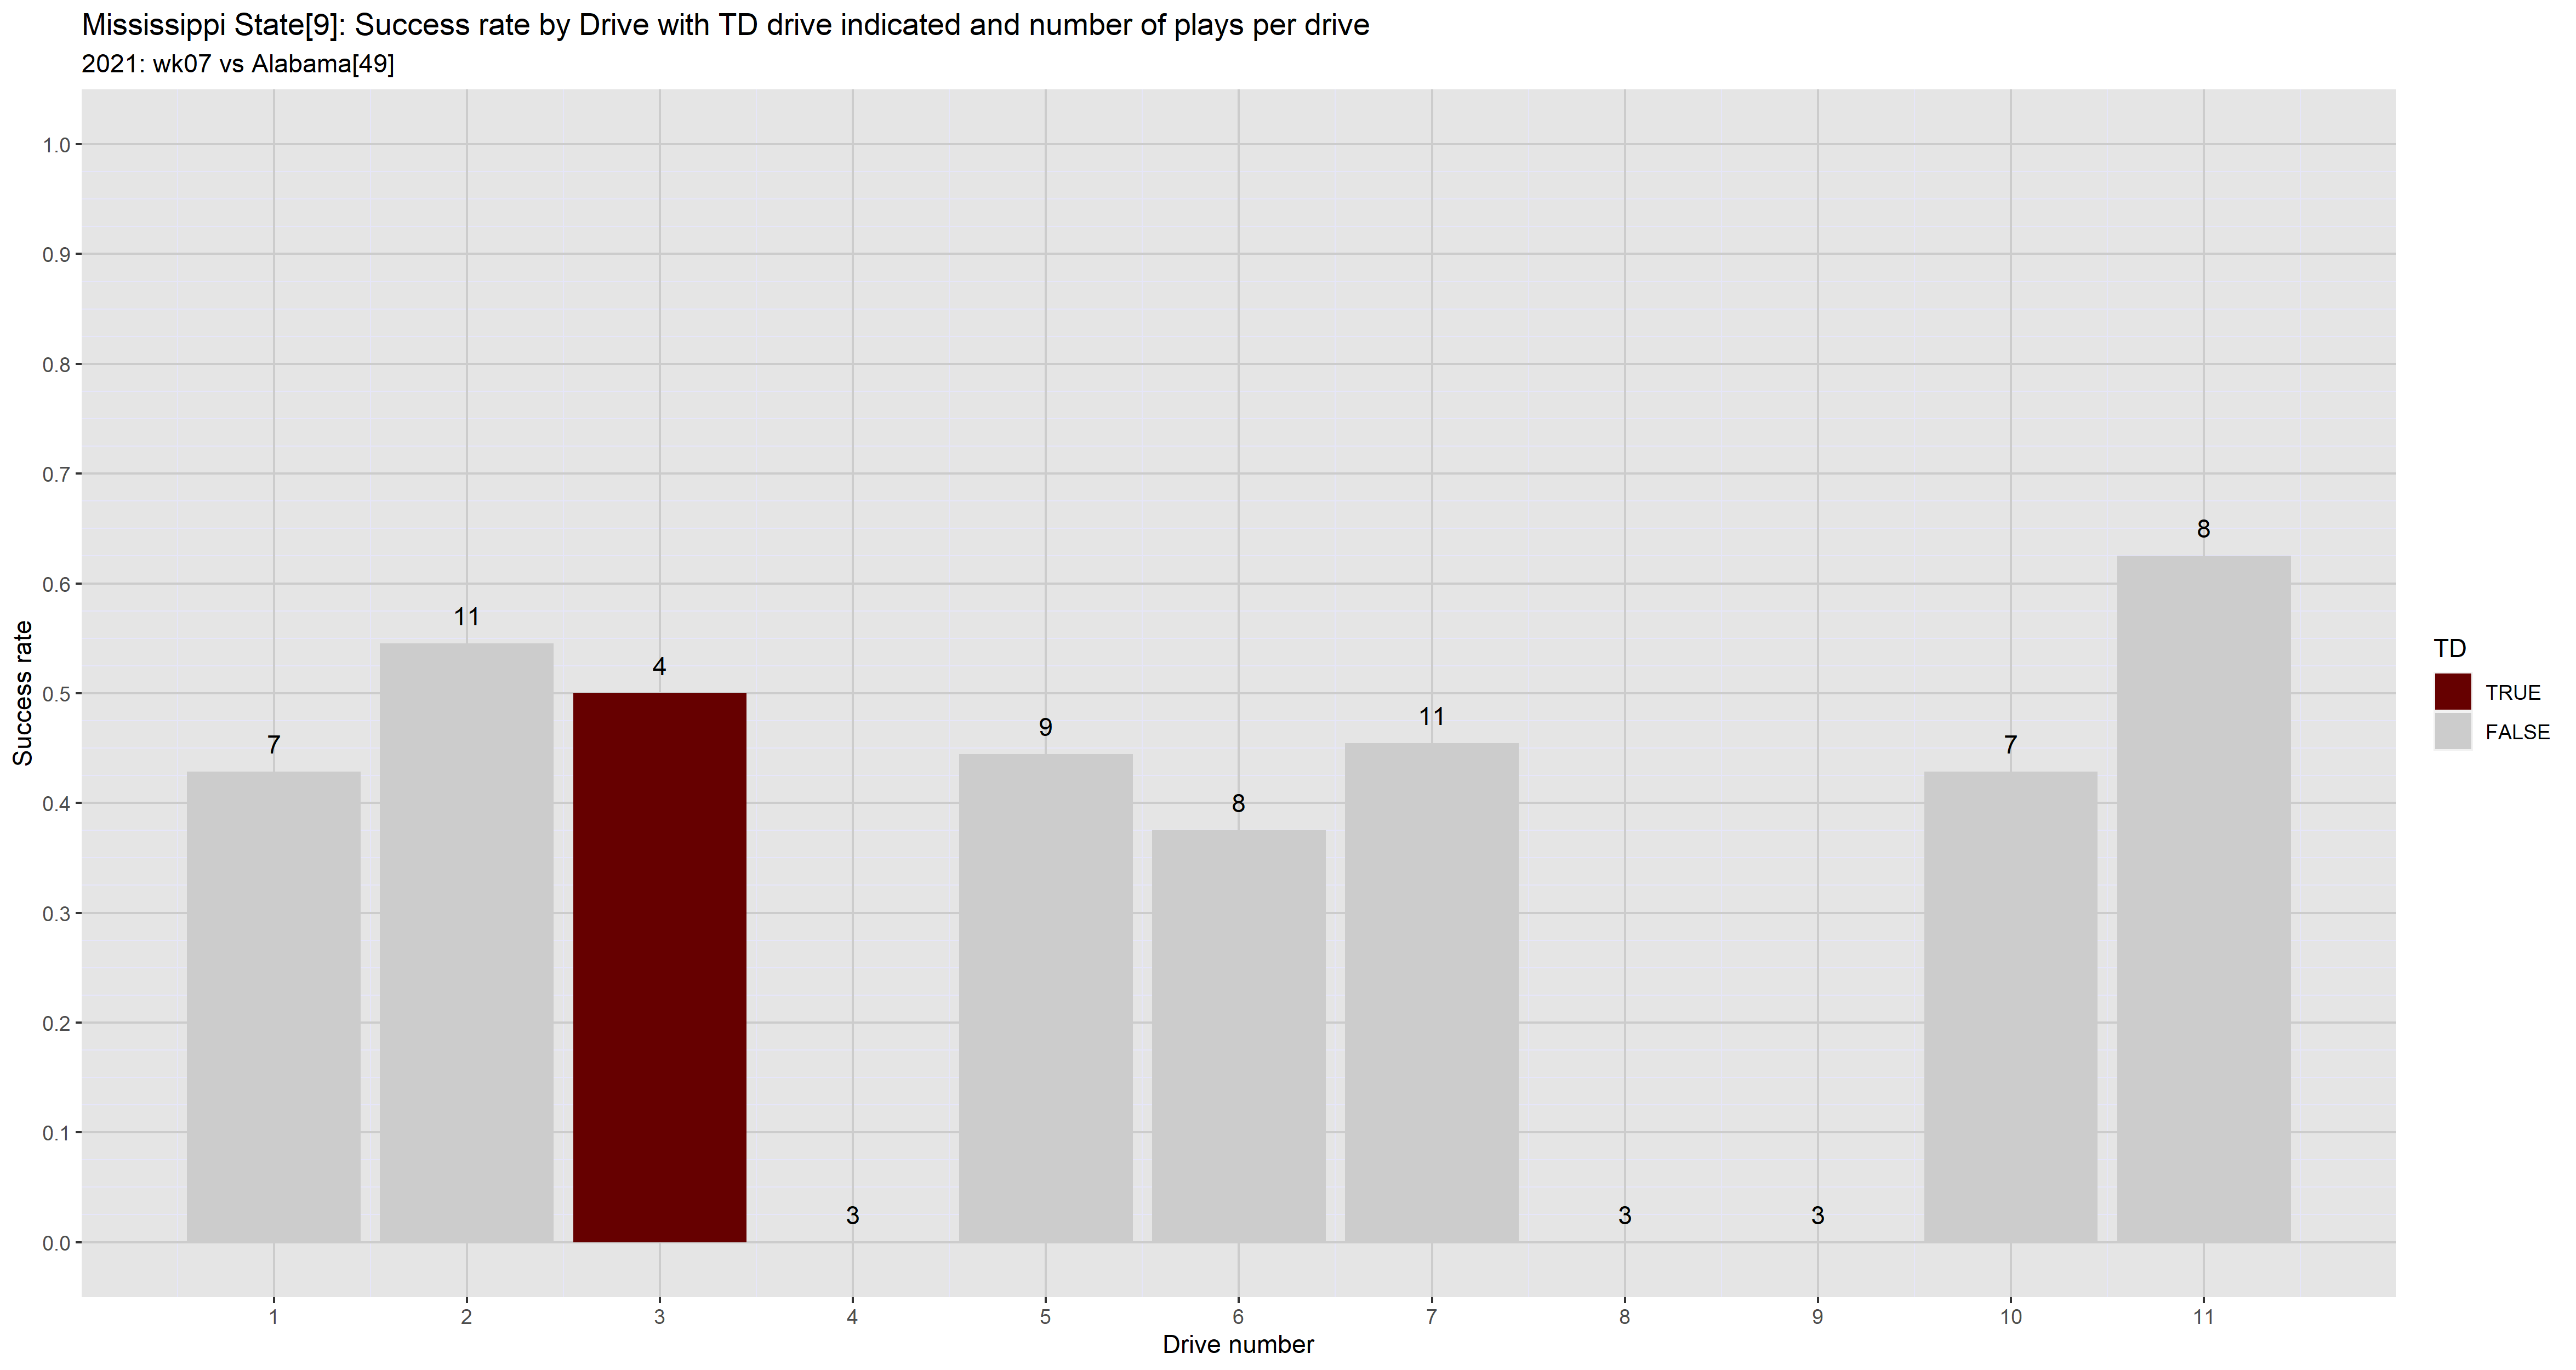 Mississippi State[9]: Success rate by Drive with TD drive indicated and number of plays per drive
2021: wk07 vs Alabama[49]
Success rate
1.0
0.9
0.8
0.7
0.6
0.5
0.4
0.3
0.2
0.1
0.0
7
11
4
3
9
8
11
3
3
7
8
1 2 3 4 5 6 7 8 9 10 11
Drive number
TD
TRUE
FALSE